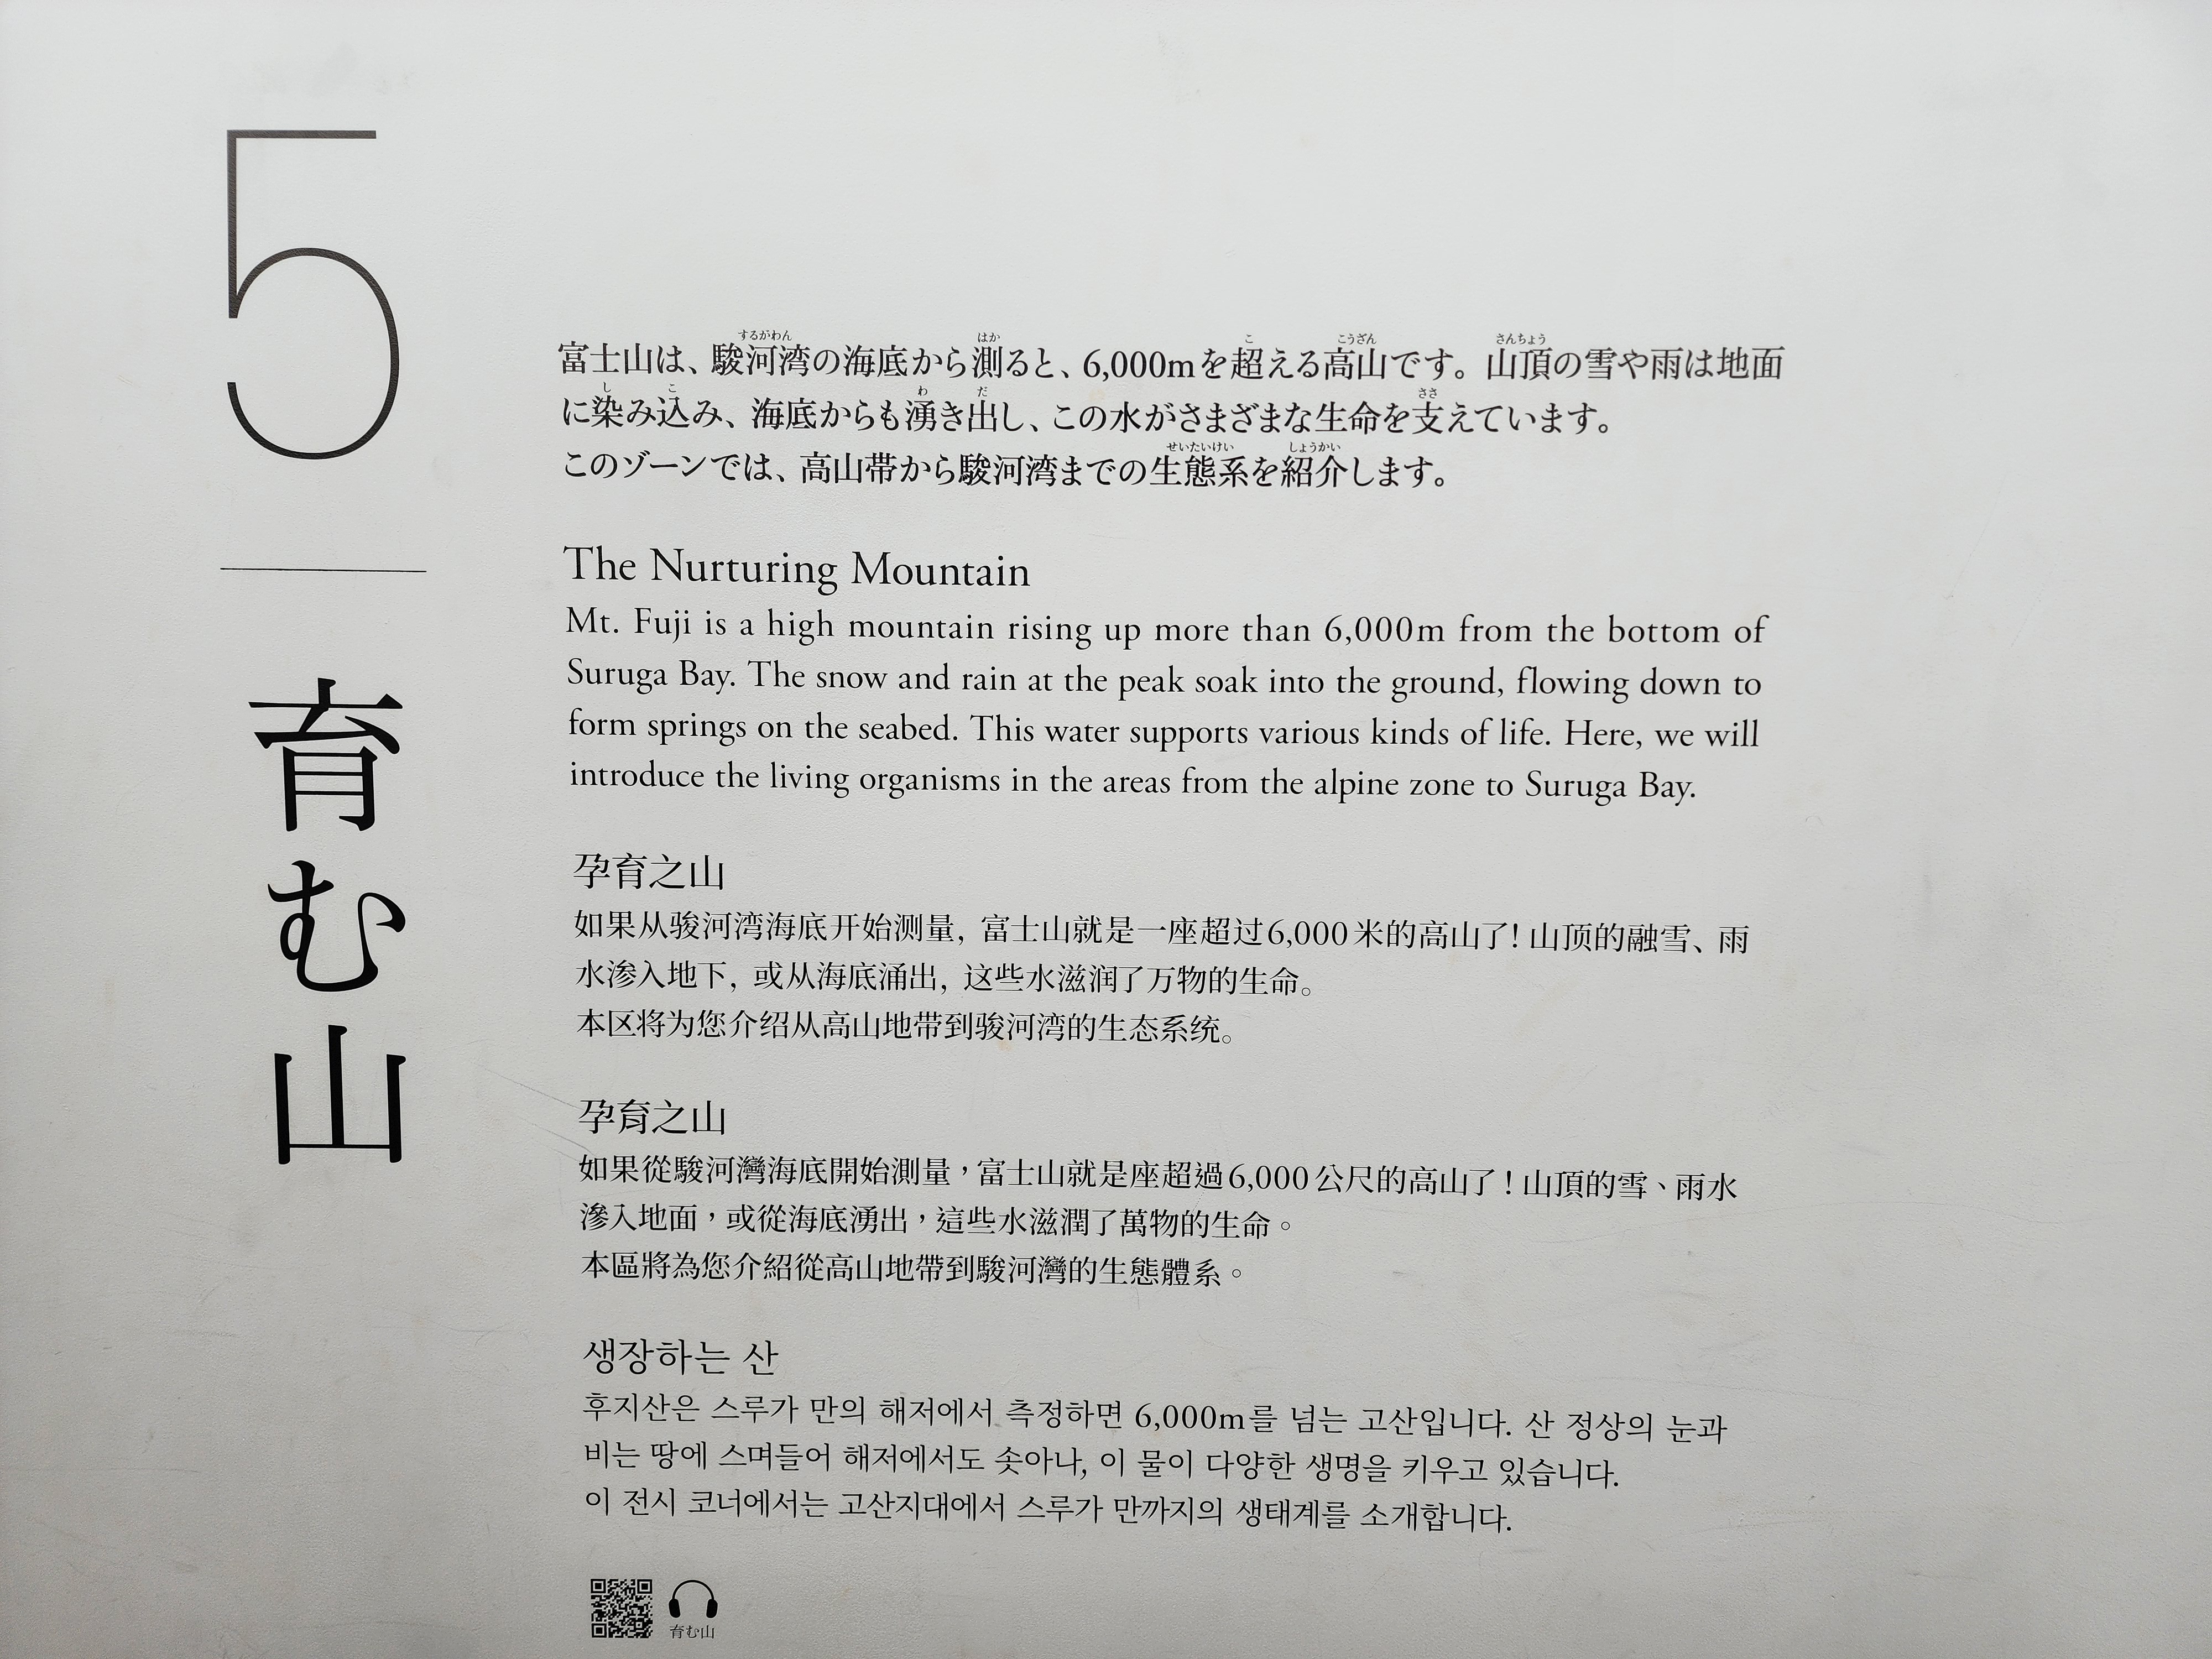 5
育む山
富士山は、駿河湾の海底から測ると、6,000mを超える高山です。山頂の雪や雨は地面
に染み込み、海底からも湧き出し、この水がさまざまな生命を支えています。
このゾーンでは、高山帯から駿河湾までの生態系を紹介します。
The Nurturing Mountain
Mt. Fuji is a high mountain rising up more than 6,000m from the bottom of
Suruga Bay. The snow and rain at the peak soak into the ground, flowing down to
form springs on the seabed. This water supports various kinds of life. Here, we will
introduce the living organisms in the areas from the alpine zone to Suruga Bay.
孕育之山
如果从骏河湾海底开始测量，富士山就是一座超过6,000米的高山了！山顶的融雪、雨
水渗入地下，或从海底涌出，这些水滋润了万物的生命。
本区将为您介绍从高山地带到骏河湾的生态系统。
孕育之山
如果從駿河灣海底開始測量，富士山就是座超過6,000公尺的高山了！山頂的雪、雨水
滲入地面，或從海底湧出，這些水滋潤了萬物的生命。
本區將為您介紹從高山地帶到駿河灣的生態體系。
생장하는 산
후지산은 스루가 만의 해저에서 측정하면 6,000m를 넘는 고산입니다. 산 정상의 눈과
비는 땅에 스며들어 해저에서도 솟아나, 이 물이 다양한 생명을 키우고 있습니다.
이 전시 코너에서는 고산지대에서 스루가 만까지의 생태계를 소개합니다.
育む山